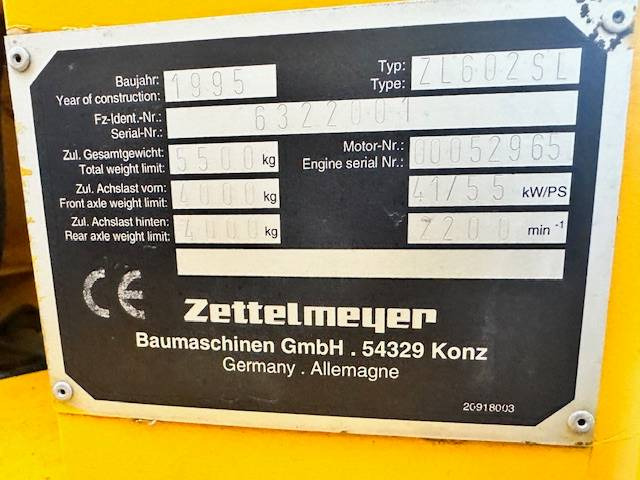 Baujahr: 1995 Typ: ZL602SL
Year of construction: Type:
Fz-Ident.-Nr.: 6322001
Serial-Nr.:
Zul. Gesamtgewicht: 5500 kg Motor-Nr.: 00052965
Total weight limit: Engine serial Nr.:
Zul. Achslast vorn: 4000 kg 41/55 kW/PS
Front axle weight limit:
Zul. Achslast hinten: 4000 kg 2200 min -1
Rear axle weight limit:
CE Zettelmeyer
Baumaschinen GmbH . 54329 Konz
Germany . Allemagne
20918003